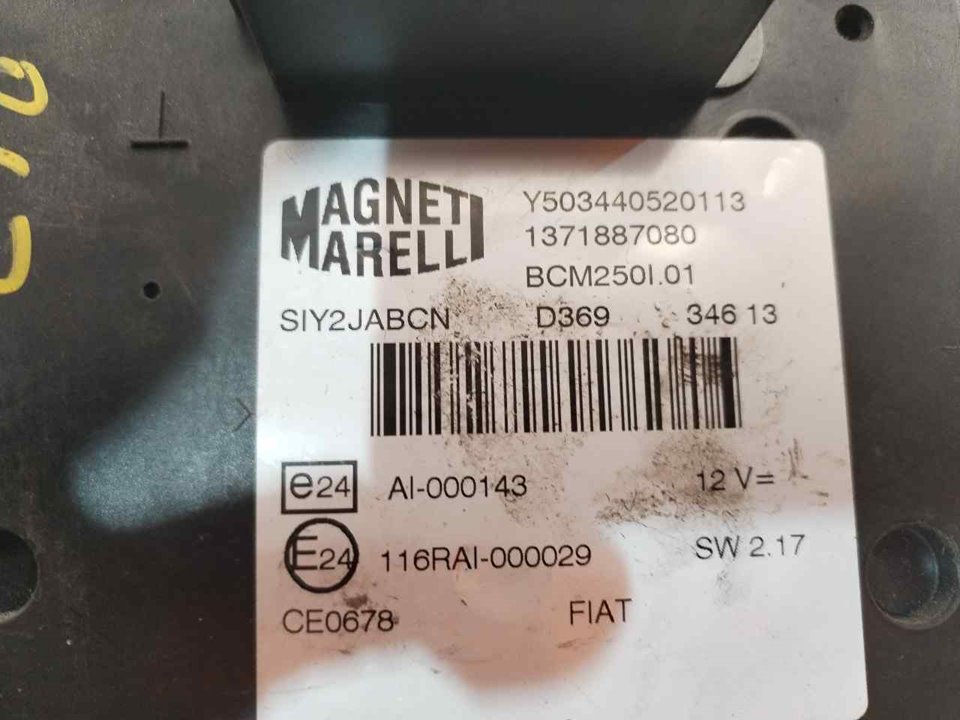 MAGNETI
MARELLI
Y503440520113
1371887080
BCM250I.01
SIY2JABCN D369 346 13
e24 AI-000143 12 V=
E24 116RAI-000029 SW 2.17
CE0678 FIAT